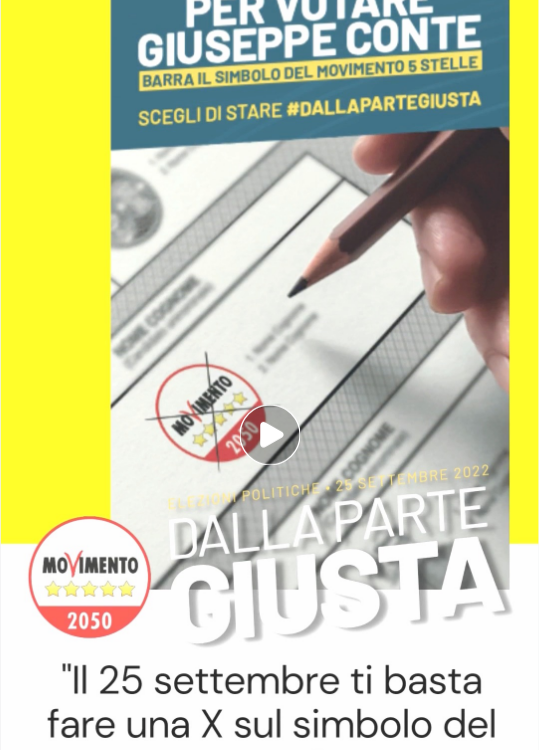 PER VOTARE
GIUSEPPE CONTE
BARRA IL SIMBOLO DEL MOVIMENTO 5 STELLE
SCEGLI DI STARE #DALLAPARTEGIUSTA
NOME COGNOME
1. Nome Cognome
2. Nome Cognome
MOVIMENTO
2050
COGNOME
ELEZIONI POLITICHE • 25 SETTEMBRE 2022
DALLA PARTE
GIUSTA
MOVIMENTO
2050
"Il 25 settembre ti basta
fare una X sul simbolo del